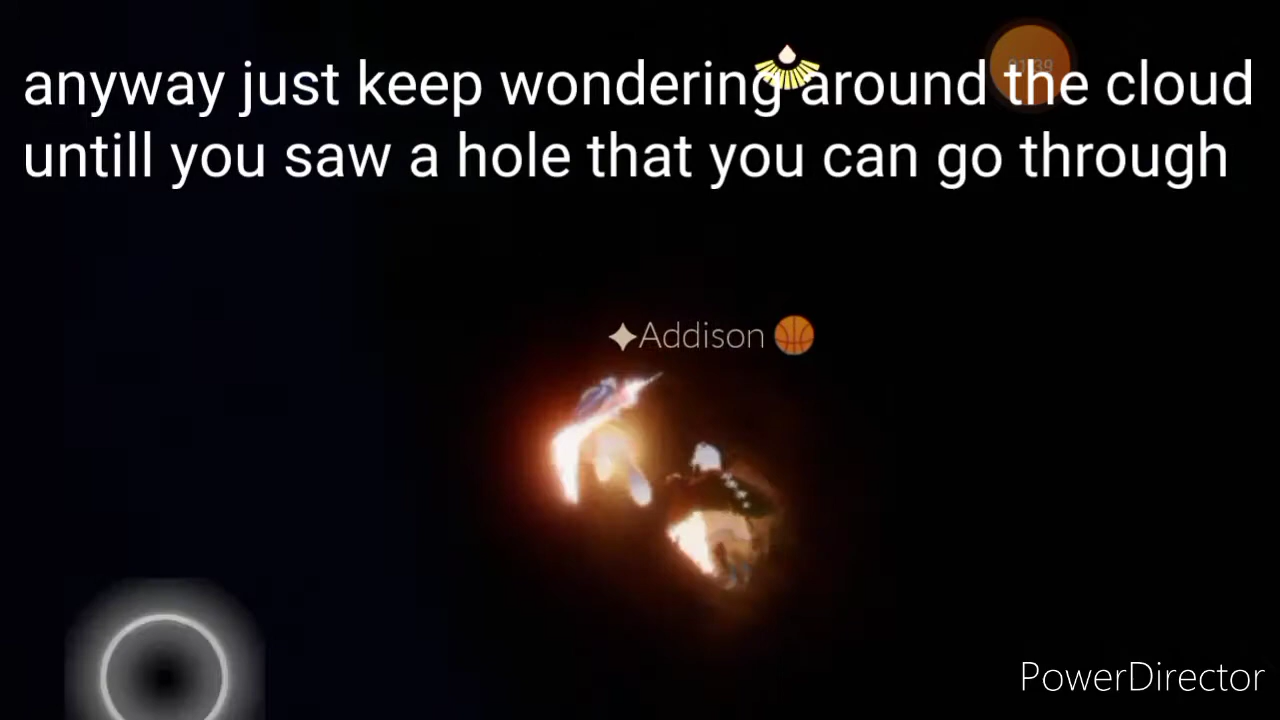 anyway just keep wondering around the cloud
untill you saw a hole that you can go through
✦Addison 🏀
PowerDirector